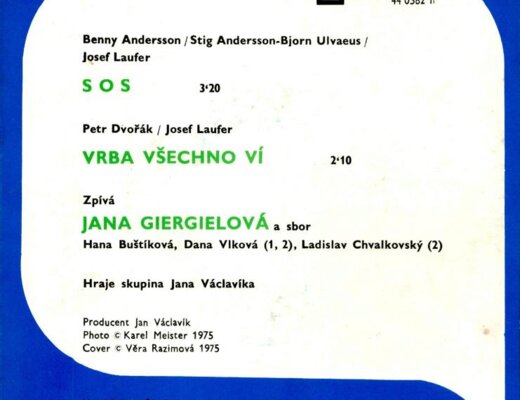 Benny Andersson / Stig Andersson-Bjorn Ulvaeus /
Josef Laufer
SOS 3'20
Petr Dvořák / Josef Laufer
VRBA VŠECHNO VÍ 2'10
Zpívá
JANA GIERGIELOVÁ a sbor
Hana Buštíková, Dana Vlková (1, 2), Ladislav Chvalkovský (2)
Hraje skupina Jana Václavíka
Producent Jan Václavík
Photo © Karel Meister 1975
Cover © Věra Razimová 1975